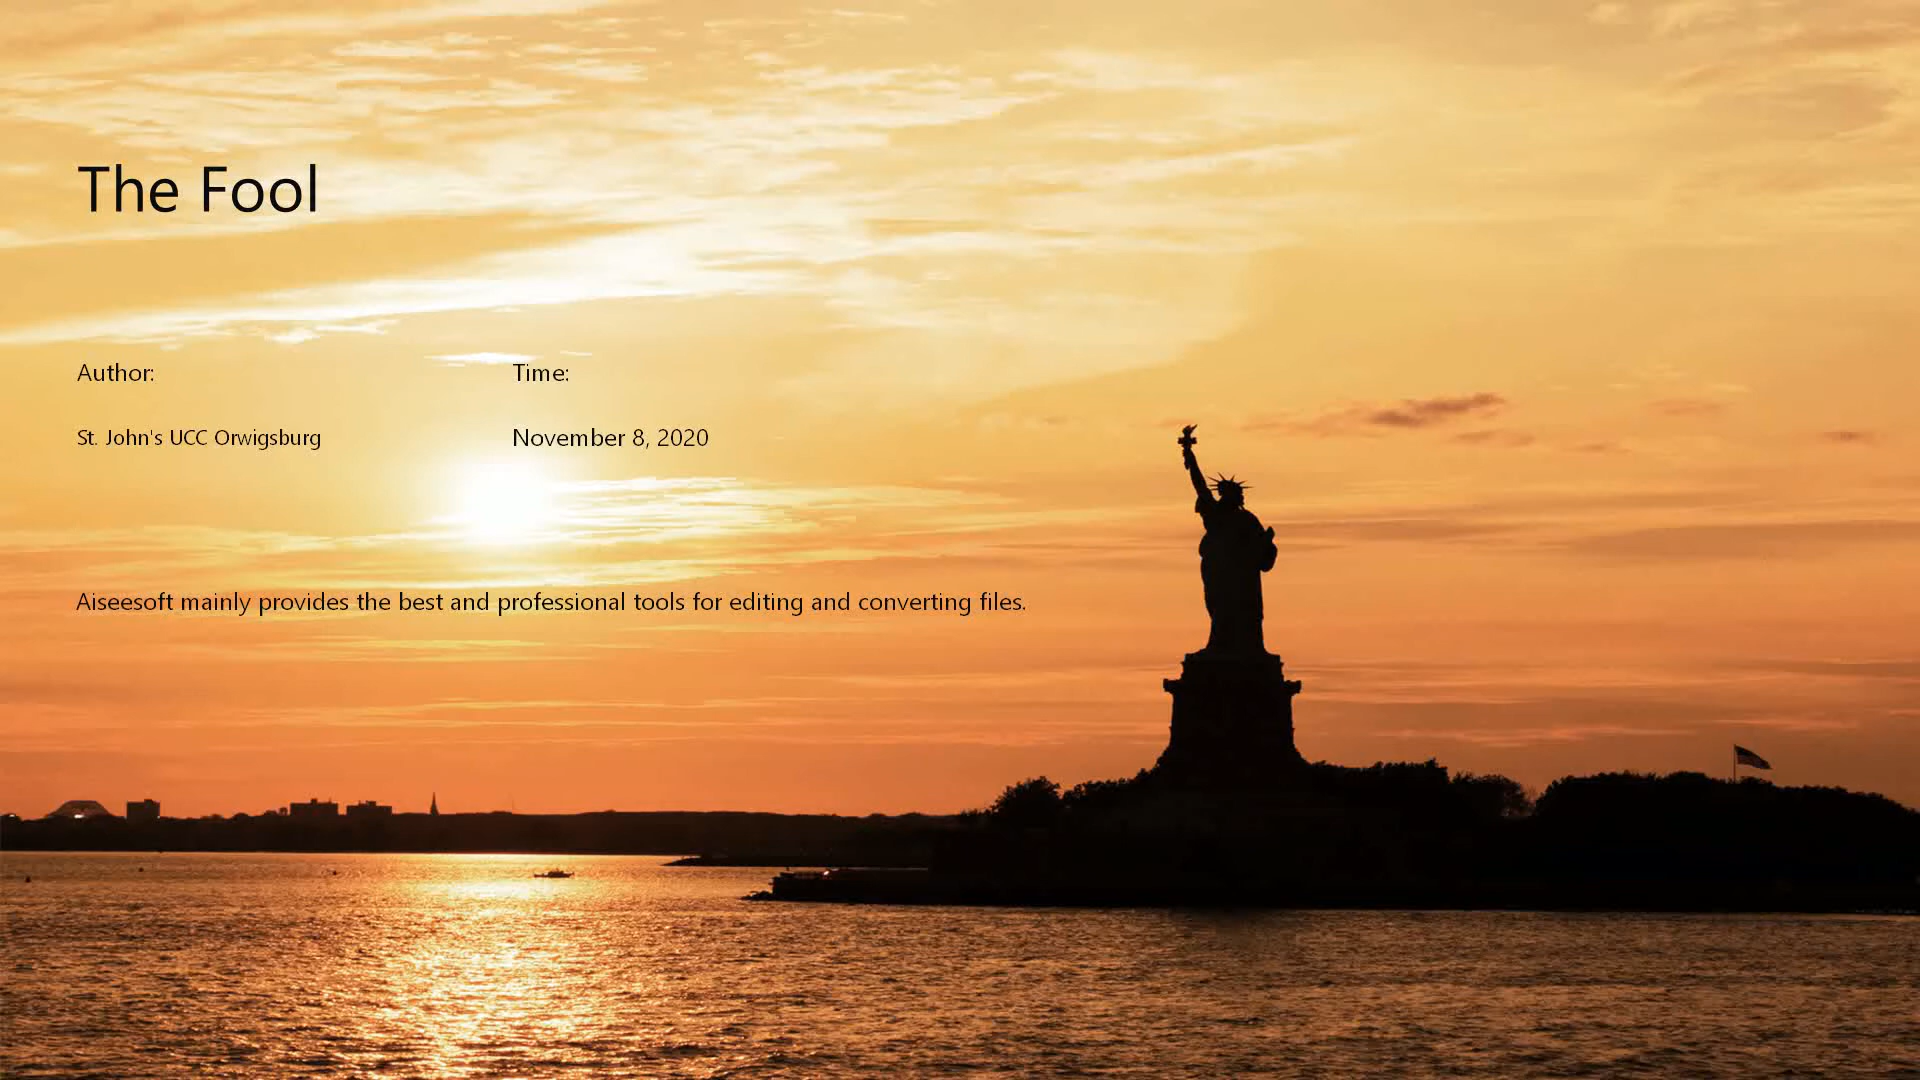 The Fool
Author:
Time:
St. John's UCC Orwigsburg
November 8, 2020
Aiseesoft mainly provides the best and professional tools for editing and converting files.